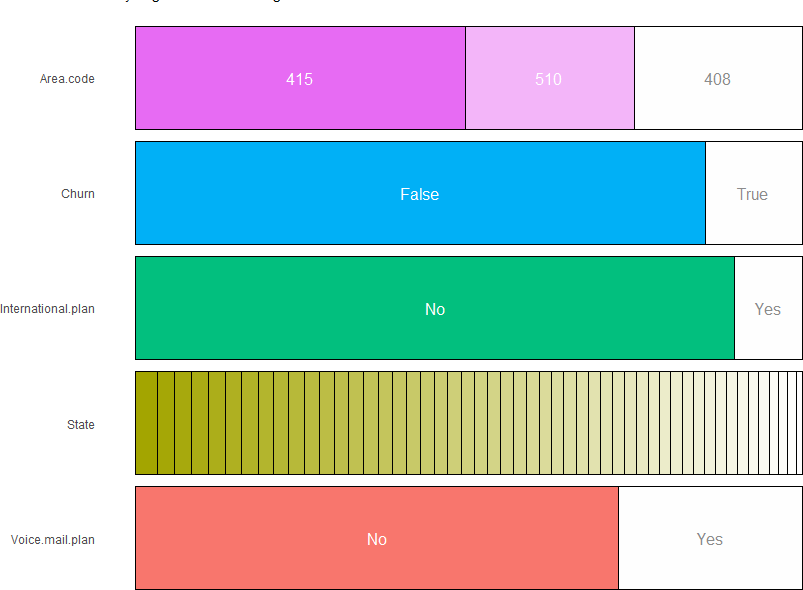 Area.code
415
510
408
Churn
False
True
International.plan
No
Yes
State
Voice.mail.plan
No
Yes